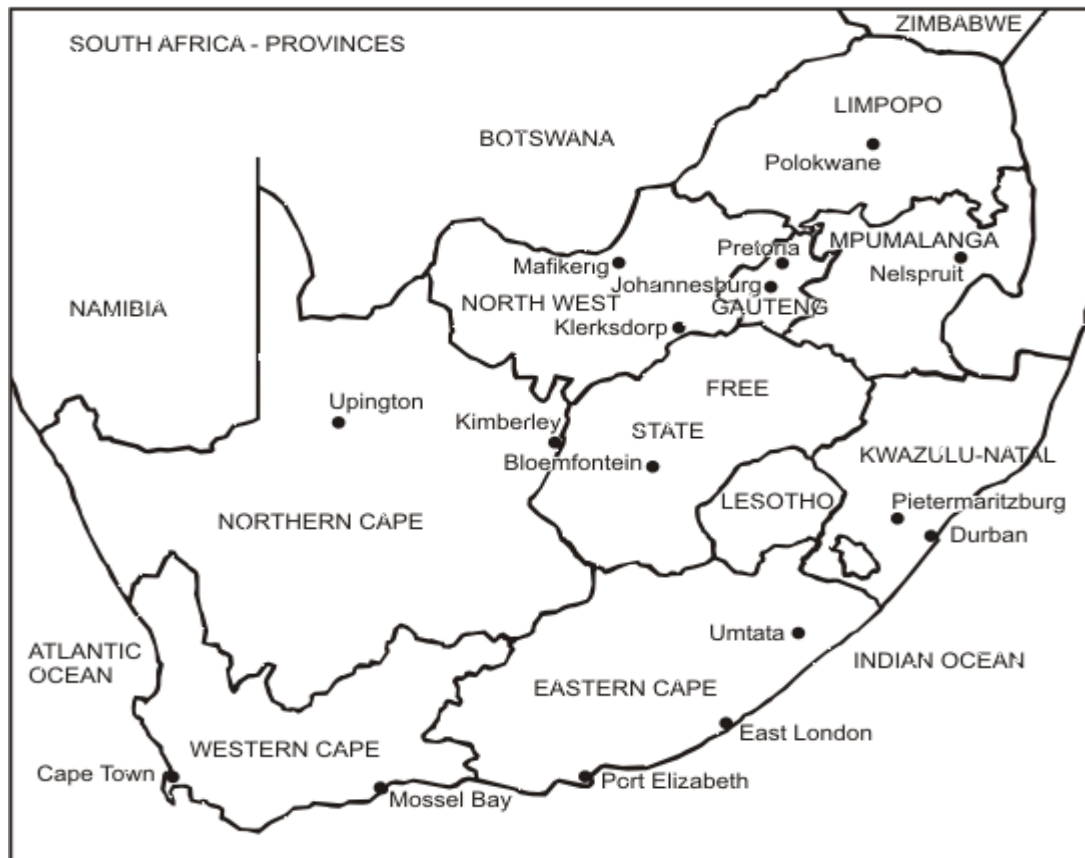 ZIMBABWE
SOUTH AFRICA - PROVINCES
LIMPOPO
BOTSWANA
Polokwane
Pretoria
MPUMALANGA
Mafikeng
Nelspruit
Johannesburg
NAMIBIA
NORTH WEST
GAUTENG
Klerksdorp
FREE
Upington
Kimberley
STATE
KWAZULU-NATAL
Bloemfontein
LESOTHO
Pietermaritzburg
NORTHERN CAPE
Durban
Umtata
ATLANTIC
OCEAN
INDIAN OCEAN
EASTERN CAPE
East London
WESTERN CAPE
Cape Town
Port Elizabeth
Mossel Bay